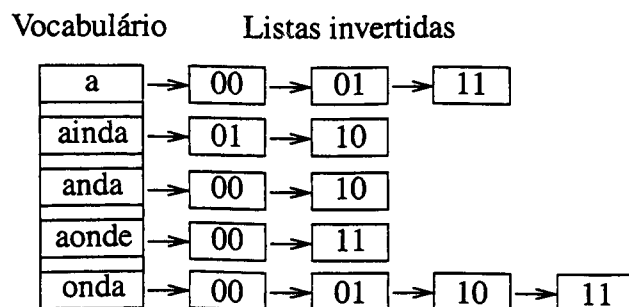 Vocabulário Listas invertidas
a 00 01 11
ainda 01 10
anda 00 10
aonde 00 11
onda 00 01 10 11